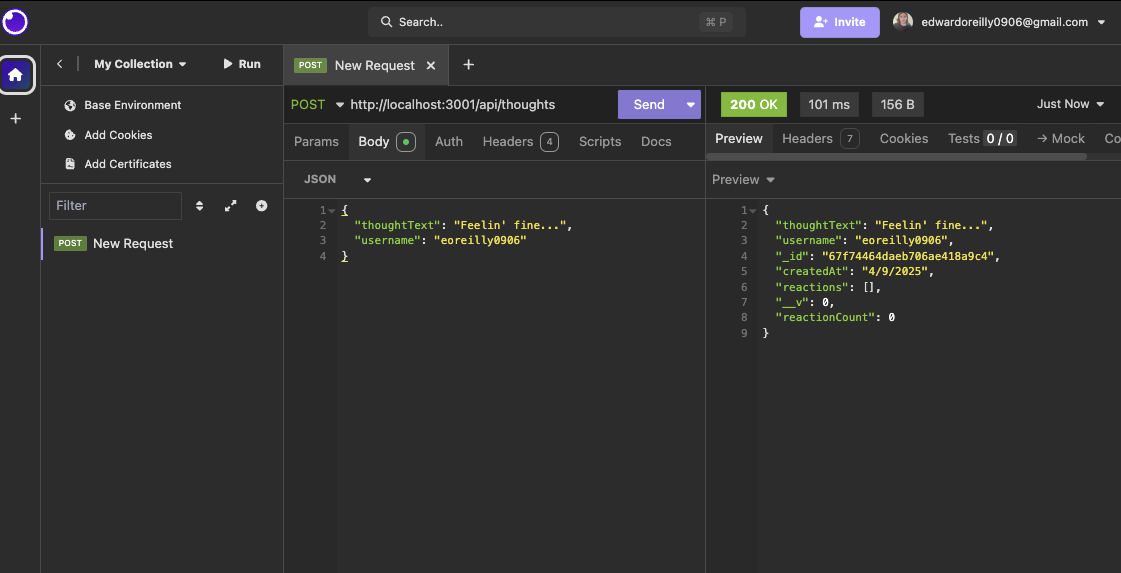 Search.. ⌘ P Invite edwardoreilly0906@gmail.com
My Collection Run
POST New Request
Base Environment
Add Cookies
Add Certificates
Filter
POST New Request
POST http://localhost:3001/api/thoughts Send
Params Body Auth Headers 4 Scripts Docs
JSON
1 {
2 "thoughtText": "Feelin' fine...",
3 "username": "eoreilly0906"
4 }
200 OK 101 ms 156 B Just Now
Preview Headers 7 Cookies Tests 0 / 0 → Mock Co
Preview
1 {
2 "thoughtText": "Feelin' fine...",
3 "username": "eoreilly0906",
4 "_id": "67f74464daeb706ae418a9c4",
5 "createdAt": "4/9/2025",
6 "reactions": [],
7 "__v": 0,
8 "reactionCount": 0
9 }